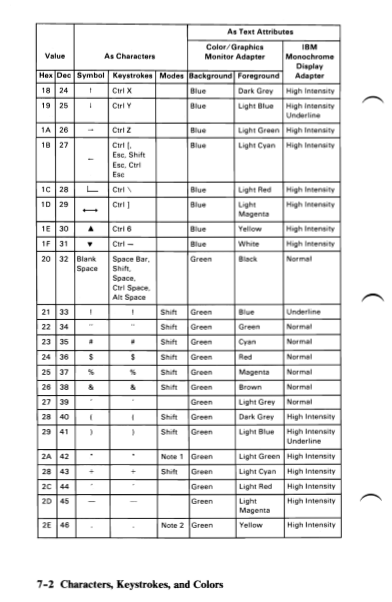 As Text Attributes
Value As Characters Color/Graphics Monitor Adapter IBM Monochrome Display Adapter
Hex Dec Symbol Keystrokes Modes Background Foreground
18 24 ↑ Ctrl X Blue Dark Grey High Intensity
19 25 ↓ Ctrl Y Blue Light Blue High Intensity Underline
1A 26 → Ctrl Z Blue Light Green High Intensity
1B 27 ← Ctrl [, Esc, Shift Esc, Ctrl Esc Blue Light Cyan High Intensity
1C 28 ∟ Ctrl \ Blue Light Red High Intensity
1D 29 ↔ Ctrl ] Blue Light Magenta High Intensity
1E 30 ▲ Ctrl 6 Blue Yellow High Intensity
1F 31 ▼ Ctrl – Blue White High Intensity
20 32 Blank Space Space Bar, Shift, Space, Ctrl Space, Alt Space Green Black Normal
21 33 ! ! Shift Green Blue Underline
22 34 " " Shift Green Green Normal
23 35 # # Shift Green Cyan Normal
24 36 $ $ Shift Green Red Normal
25 37 % % Shift Green Magenta Normal
26 38 & & Shift Green Brown Normal
27 39 ' ' Green Light Grey Normal
28 40 ( ( Shift Green Dark Grey High Intensity
29 41 ) ) Shift Green Light Blue High Intensity Underline
2A 42 * * Note 1 Green Light Green High Intensity
2B 43 + + Shift Green Light Cyan High Intensity
2C 44 Green Light Red High Intensity
2D 45 – – Green Light Magenta High Intensity
2E 46 . . Note 2 Green Yellow High Intensity
7-2 Characters, Keystrokes, and Colors